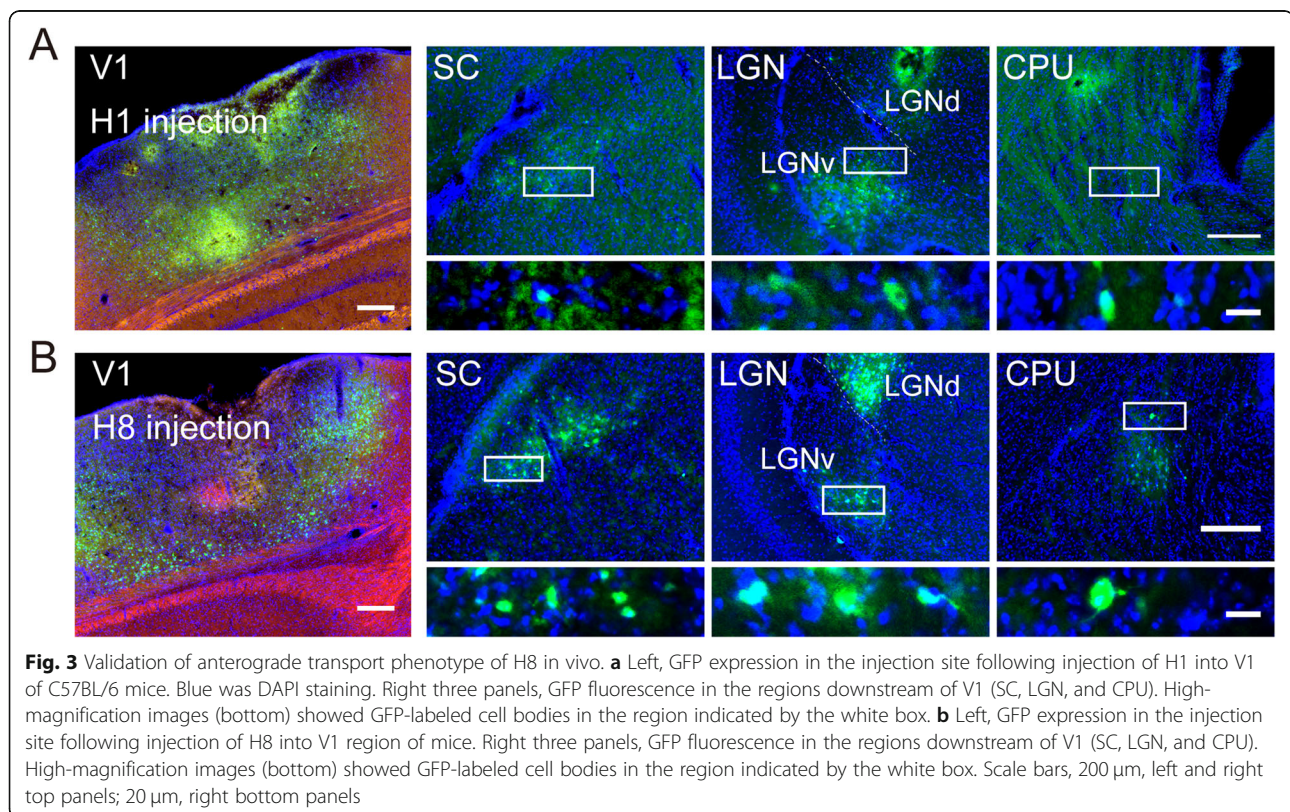 A
V1
H1 injection
SC
LGN
LGNd
LGNv
CPU
B
V1
H8 injection
SC
LGN
LGNd
LGNv
CPU
Fig. 3 Validation of anterograde transport phenotype of H8 in vivo. a Left, GFP expression in the injection site following injection of H1 into V1
of C57BL/6 mice. Blue was DAPI staining. Right three panels, GFP fluorescence in the regions downstream of V1 (SC, LGN, and CPU). High-
magnification images (bottom) showed GFP-labeled cell bodies in the region indicated by the white box. b Left, GFP expression in the injection
site following injection of H8 into V1 region of mice. Right three panels, GFP fluorescence in the regions downstream of V1 (SC, LGN, and CPU).
High-magnification images (bottom) showed GFP-labeled cell bodies in the region indicated by the white box. Scale bars, 200 μm, left and right
top panels; 20 μm, right bottom panels